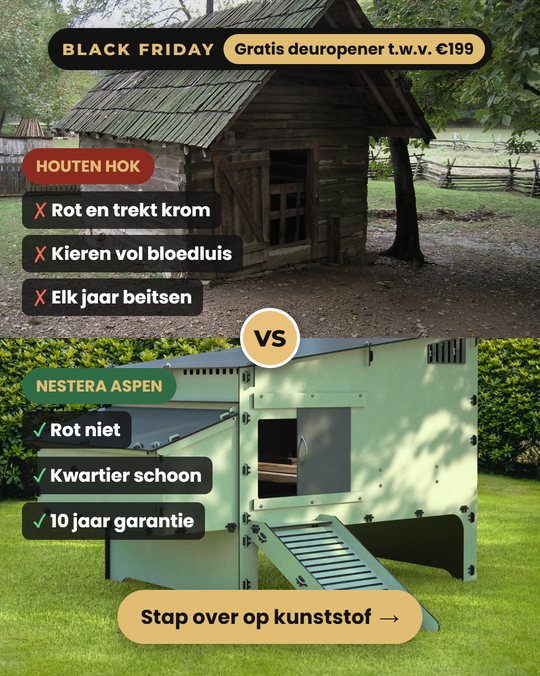 BLACK FRIDAY Gratis deuropener t.w.v. €199
HOUTEN HOK
✗ Rot en trekt krom
✗ Kieren vol bloedluis
✗ Elk jaar beitsen
VS
NESTERA ASPEN
✓ Rot niet
✓ Kwartier schoon
✓ 10 jaar garantie
Stap over op kunststof →